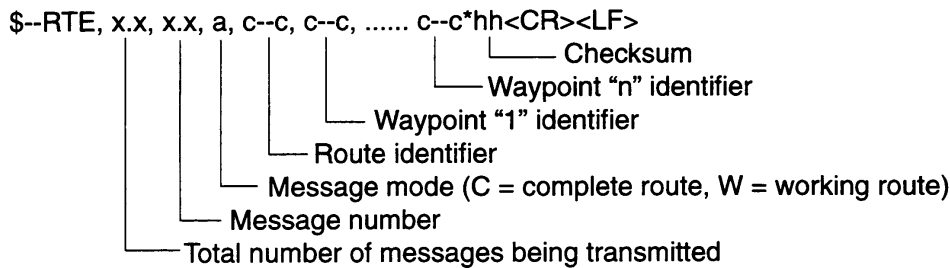 $--RTE, x.x, x.x, a, c--c, c--c, ...... c--c*hh<CR><LF>
Checksum
Waypoint “n” identifier
Waypoint “1” identifier
Route identifier
Message mode (C = complete route, W = working route)
Message number
Total number of messages being transmitted